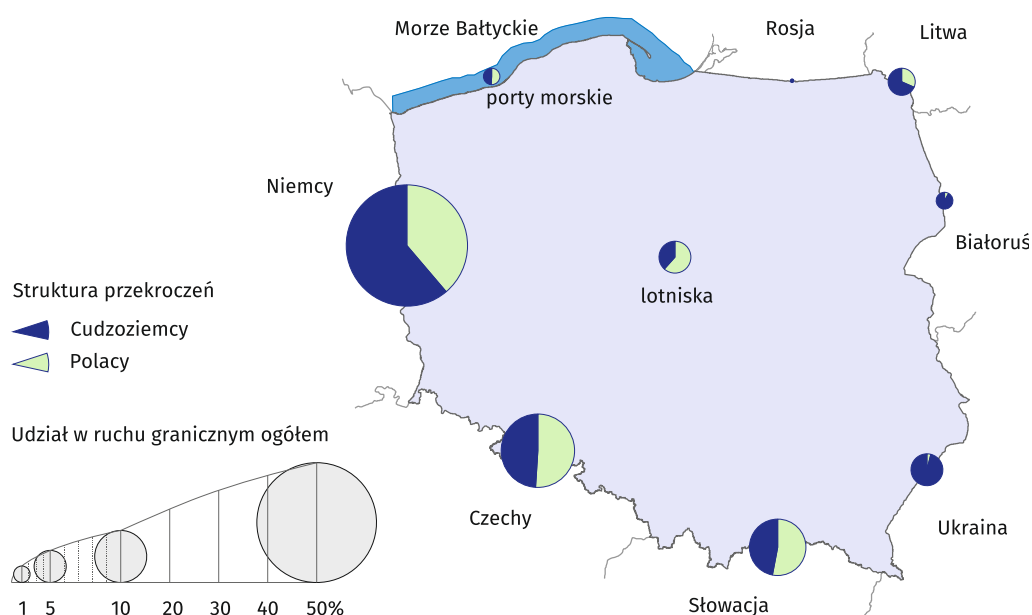 Morze Bałtyckie
Rosja
Litwa
porty morskie
Niemcy
Białoruś
lotniska
Struktura przekroczeń
Cudzoziemcy
Polacy
Udział w ruchu granicznym ogółem
Czechy
Ukraina
Słowacja
1 5 10 20 30 40 50%